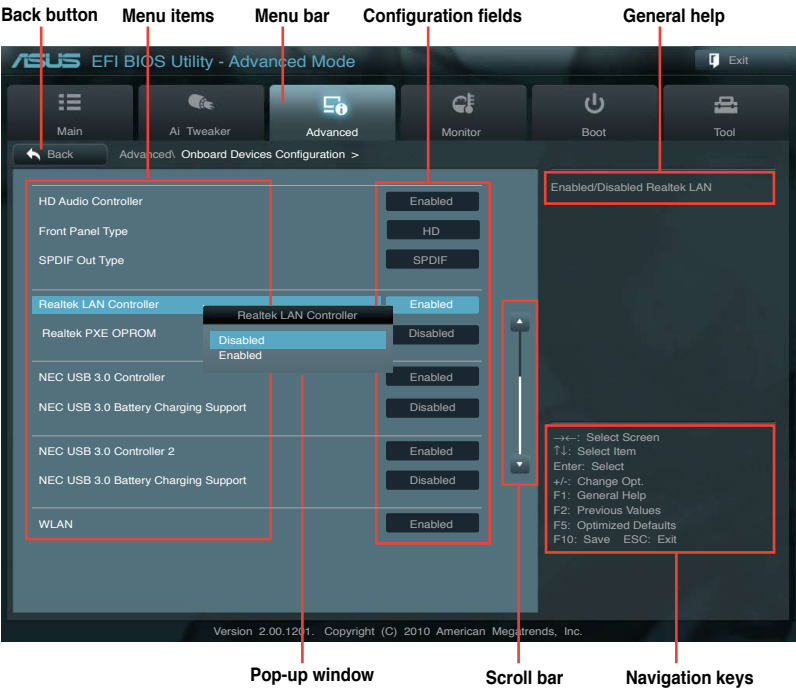 Back button Menu items Menu bar Configuration fields General help
ASUS EFI BIOS Utility - Advanced Mode Exit
Main Ai Tweaker Advanced Monitor Boot Tool
Back Advanced\ Onboard Devices Configuration >
Enabled/Disabled Realtek LAN
HD Audio Controller Enabled
Front Panel Type HD
SPDIF Out Type SPDIF
Realtek LAN Controller Enabled
Realtek LAN Controller
Disabled
Enabled
Realtek PXE OPROM Disabled
NEC USB 3.0 Controller Enabled
NEC USB 3.0 Battery Charging Support Disabled
NEC USB 3.0 Controller 2 Enabled
NEC USB 3.0 Battery Charging Support Disabled
WLAN Enabled
→←: Select Screen
↑↓: Select Item
Enter: Select
+/-: Change Opt.
F1: General Help
F2: Previous Values
F5: Optimized Defaults
F10: Save ESC: Exit
Version 2.00.1201. Copyright (C) 2010 American Megatrends, Inc.
Pop-up window Scroll bar Navigation keys